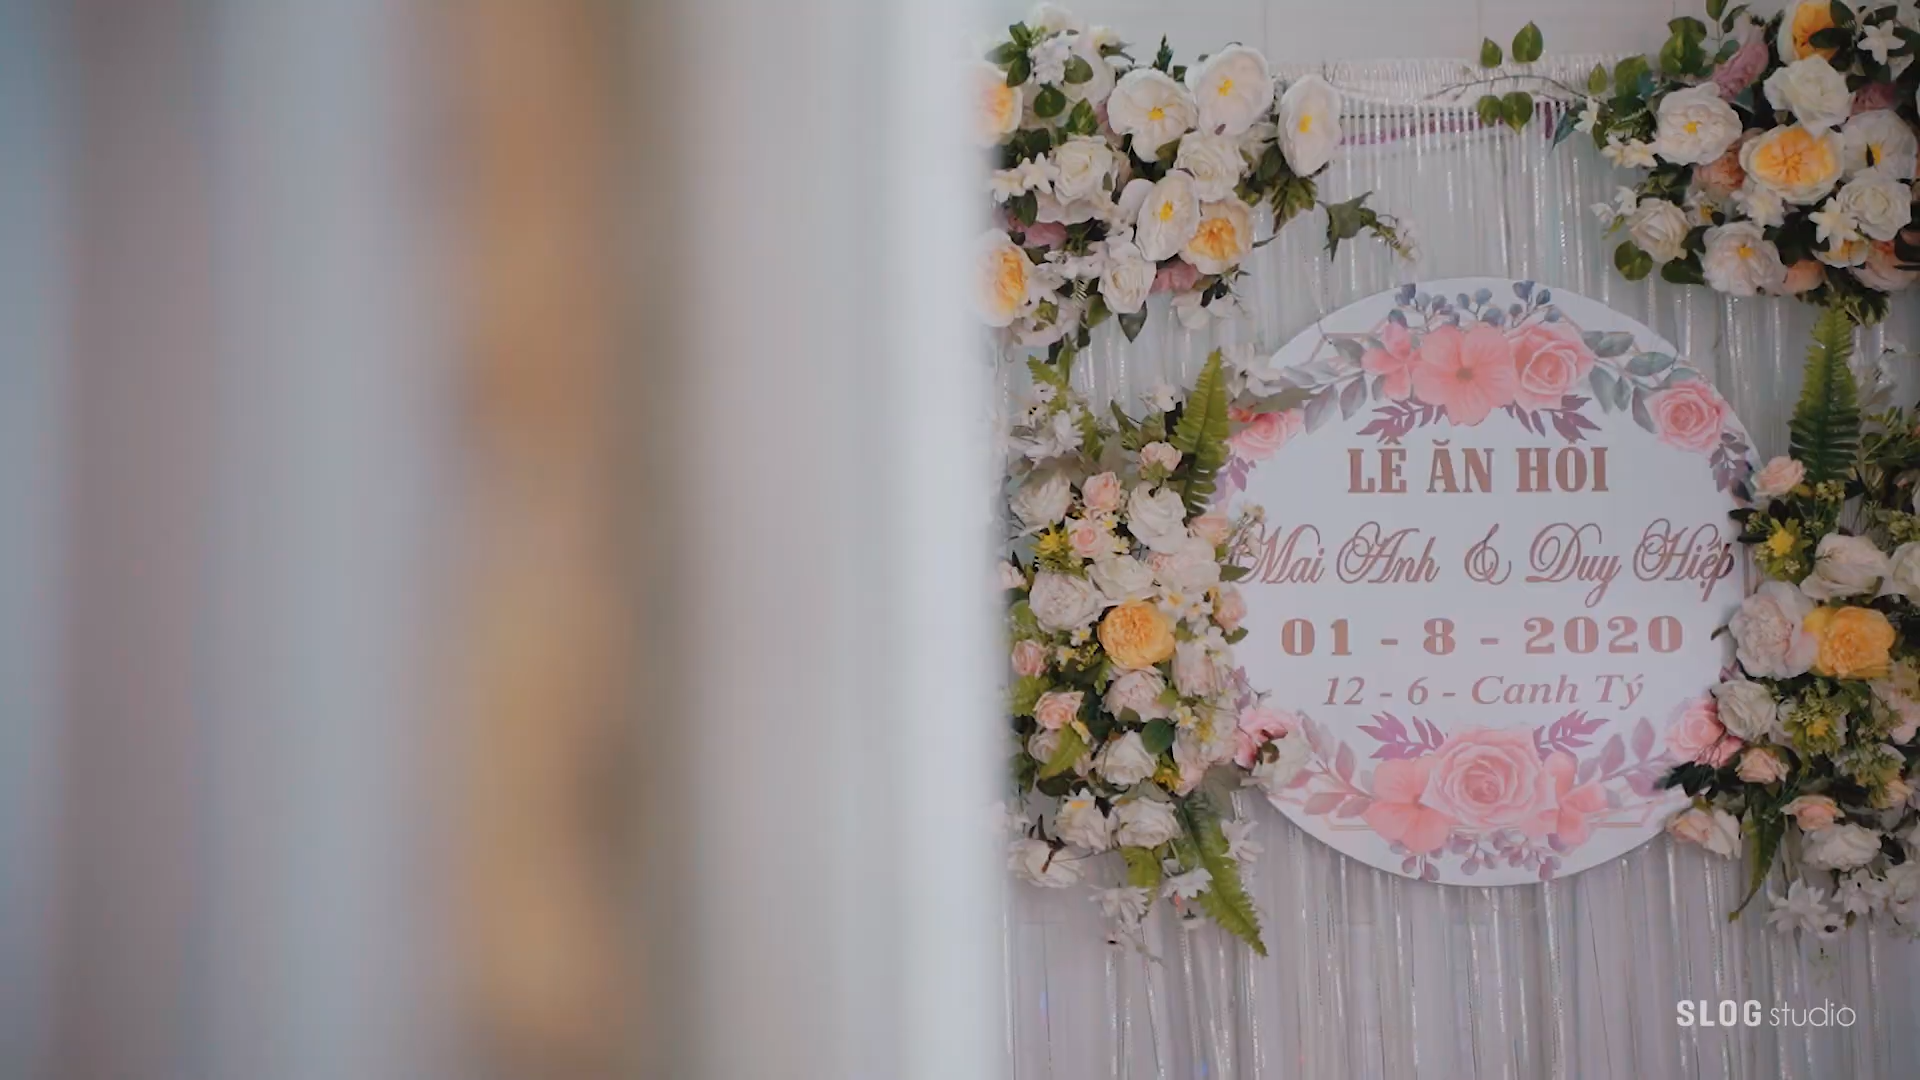 LỄ ĂN HỎI
Mai Anh & Duy Hiệp
01 - 8 - 2020
12 - 6 - Canh Tý
SLOG studio